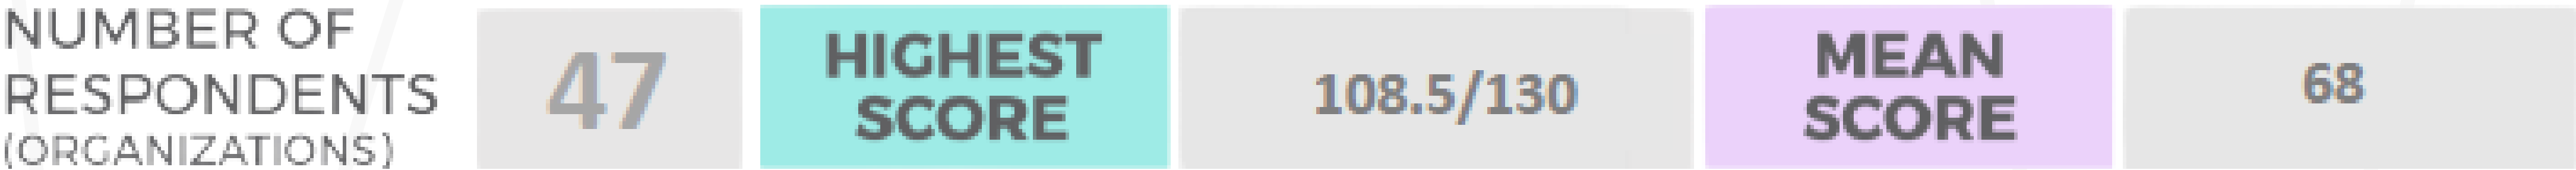 NUMBER OF
RESPONDENTS
(ORGANIZATIONS)
47
HIGHEST
SCORE
108.5/130
MEAN
SCORE
68